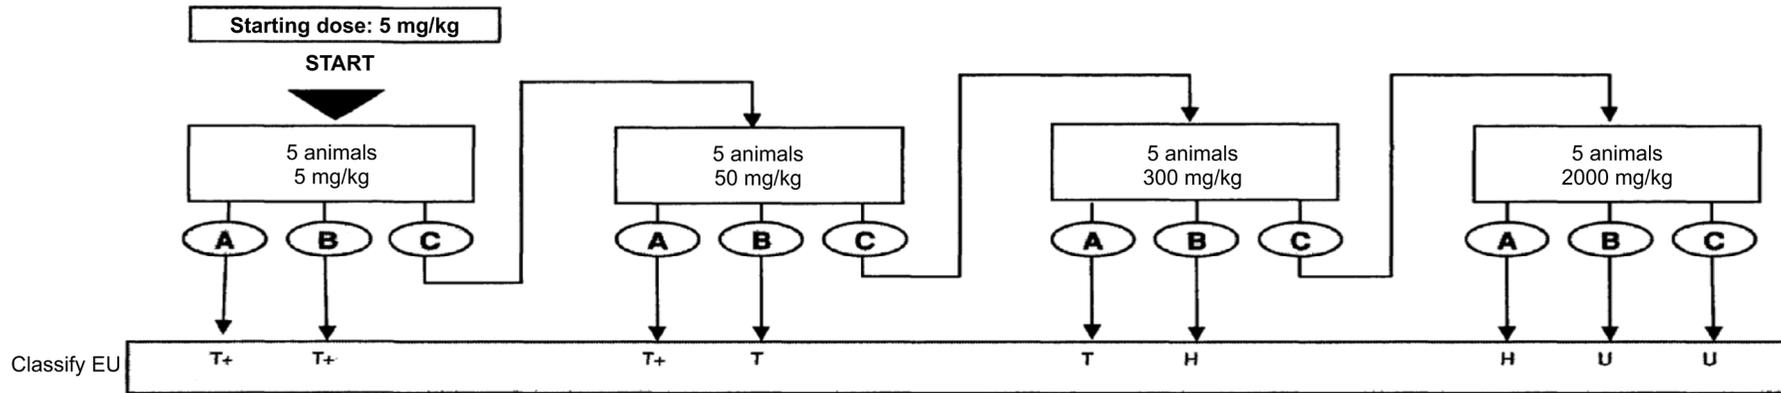 Starting dose: 5 mg/kg
START
5 animals
5 mg/kg
5 animals
50 mg/kg
5 animals
300 mg/kg
5 animals
2000 mg/kg
A B C A B C A B C A B C
Classify EU T+ T+ T+ T T H H U U